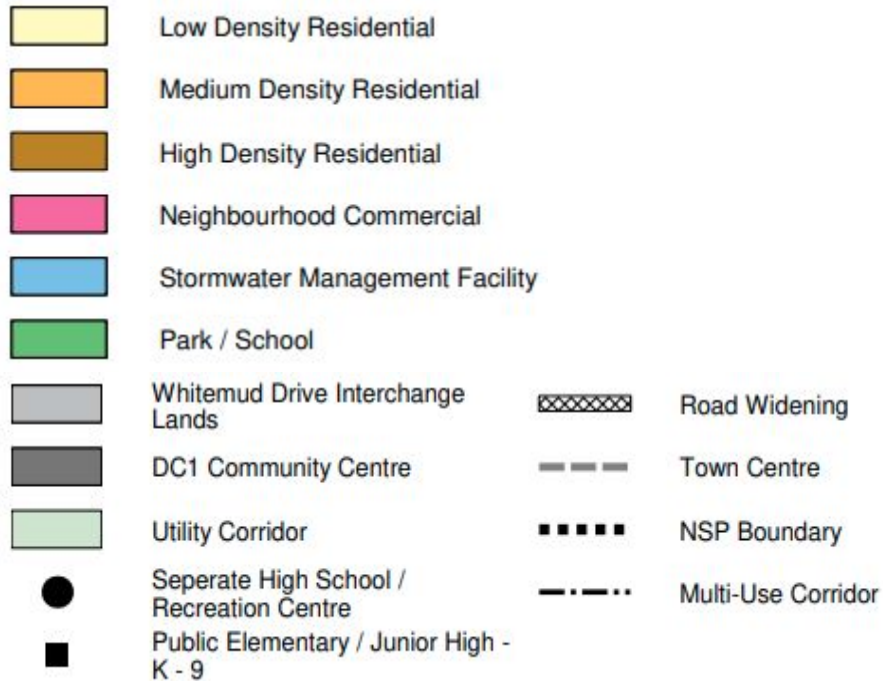 Low Density Residential
Medium Density Residential
High Density Residential
Neighbourhood Commercial
Stormwater Management Facility
Park / School
Whitemud Drive Interchange
Lands
DC1 Community Centre
Utility Corridor
Seperate High School /
Recreation Centre
Public Elementary / Junior High -
K - 9
Road Widening
Town Centre
NSP Boundary
Multi-Use Corridor